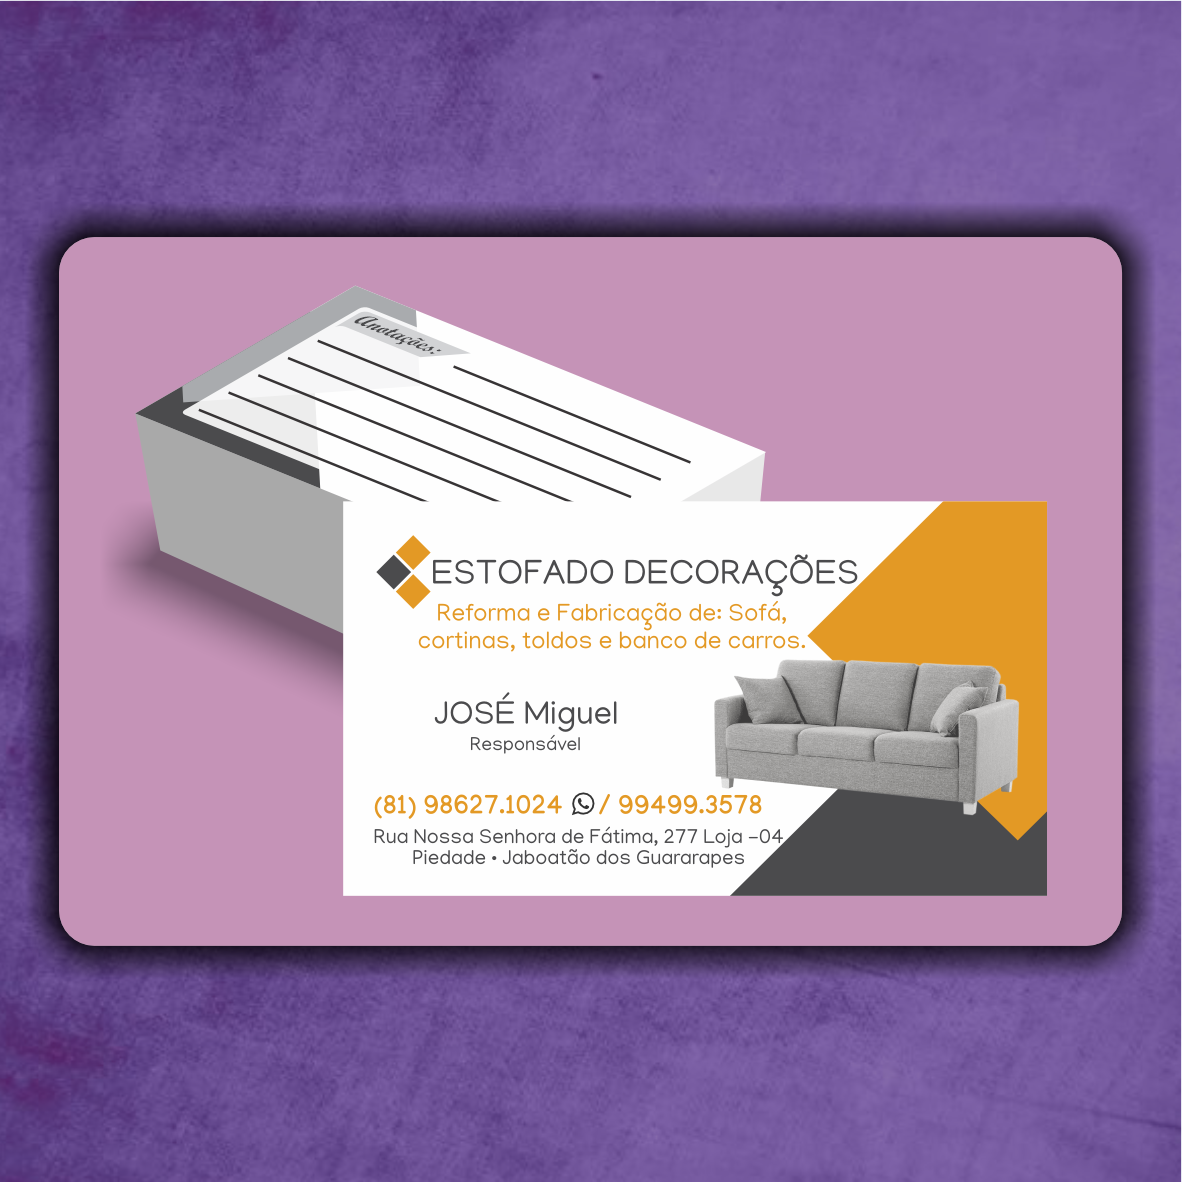 Anotações:
ESTOFADO DECORAÇÕES
Reforma e Fabricação de: Sofá,
cortinas, toldos e banco de carros.
JOSÉ Miguel
Responsável
(81) 98627.1024 / 99499.3578
Rua Nossa Senhora de Fátima, 277 Loja -04
Piedade • Jaboatão dos Guararapes